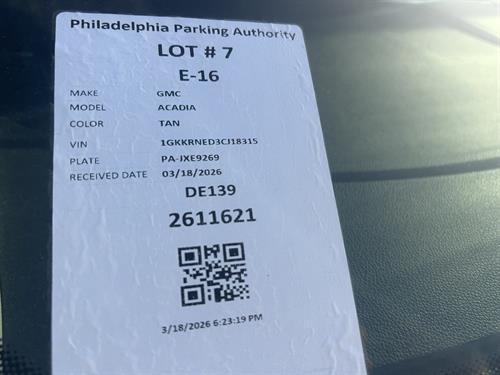 Philadelphia Parking Authority
LOT # 7
E-16
MAKE GMC
MODEL ACADIA
COLOR TAN
VIN 1GKKRNED3CJ18315
PLATE PA-JXE9269
RECEIVED DATE 03/18/2026
DE139
2611621
3/18/2026 6:23:19 PM